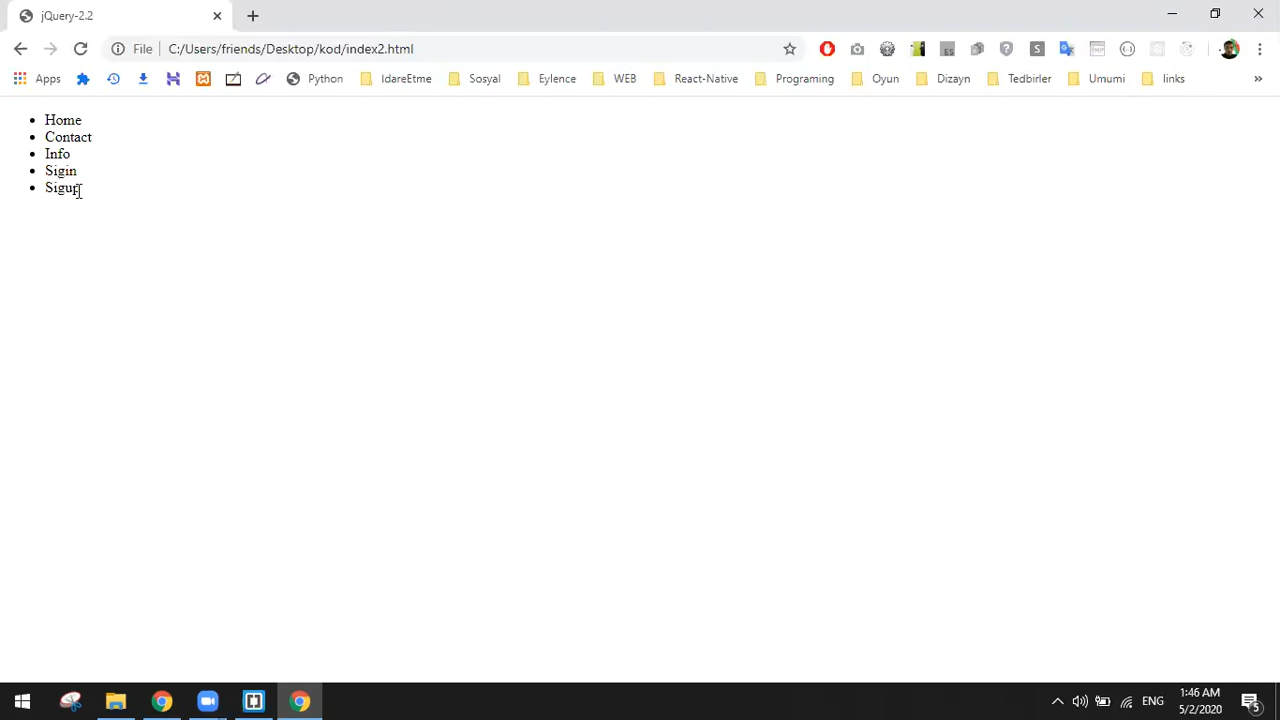 jQuery-2.2
File C:/Users/friends/Desktop/kod/index2.html
Apps Python IdareEtme Sosyal Eylence WEB React-Native Programing Oyun Dizayn Tedbirler Umumi links »
Home
Contact
Info
Sigin
Sigup
ENG
1:46 AM
5/2/2020
5